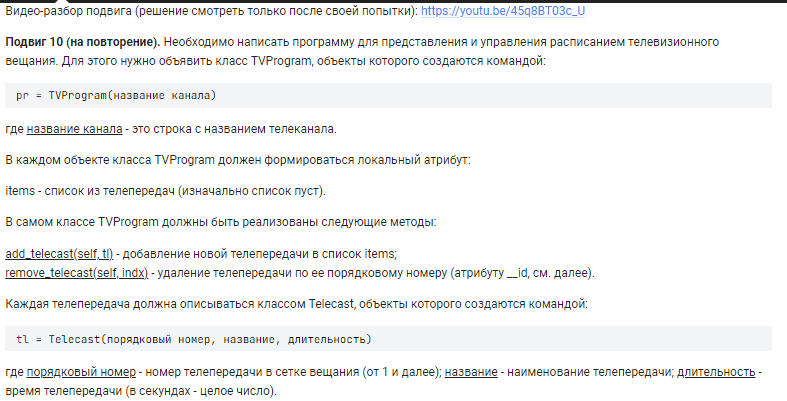 Видео-разбор подвига (решение смотреть только после своей попытки): https://youtu.be/45q8BT03c_U
Подвиг 10 (на повторение). Необходимо написать программу для представления и управления расписанием телевизионного
вещания. Для этого нужно объявить класс TVProgram, объекты которого создаются командой:
pr = TVProgram(название канала)
где название канала - это строка с названием телеканала.
В каждом объекте класса TVProgram должен формироваться локальный атрибут:
items - список из телепередач (изначально список пуст).
В самом классе TVProgram должны быть реализованы следующие методы:
add_telecast(self, tl) - добавление новой телепередачи в список items;
remove_telecast(self, indx) - удаление телепередачи по ее порядковому номеру (атрибуту __id, см. далее).
Каждая телепередача должна описываться классом Telecast, объекты которого создаются командой:
tl = Telecast(порядковый номер, название, длительность)
где порядковый номер - номер телепередачи в сетке вещания (от 1 и далее); название - наименование телепередачи; длительность -
время телепередачи (в секундах - целое число).